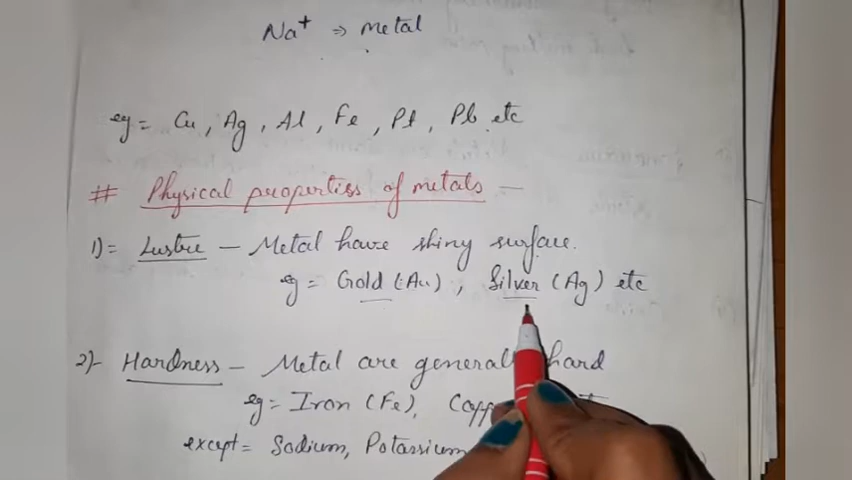 Na⁺ ⇒ Metal
eg = Cu, Ag, Al, Fe, Pt, Pb etc
# Physical properties of metals —
1) = Lustre — Metal have shiny surface.
eg = Gold (Au), Silver (Ag) etc
2)- Hardness — Metal are generally hard
eg = Iron (Fe),
except = Sodium, Potassium